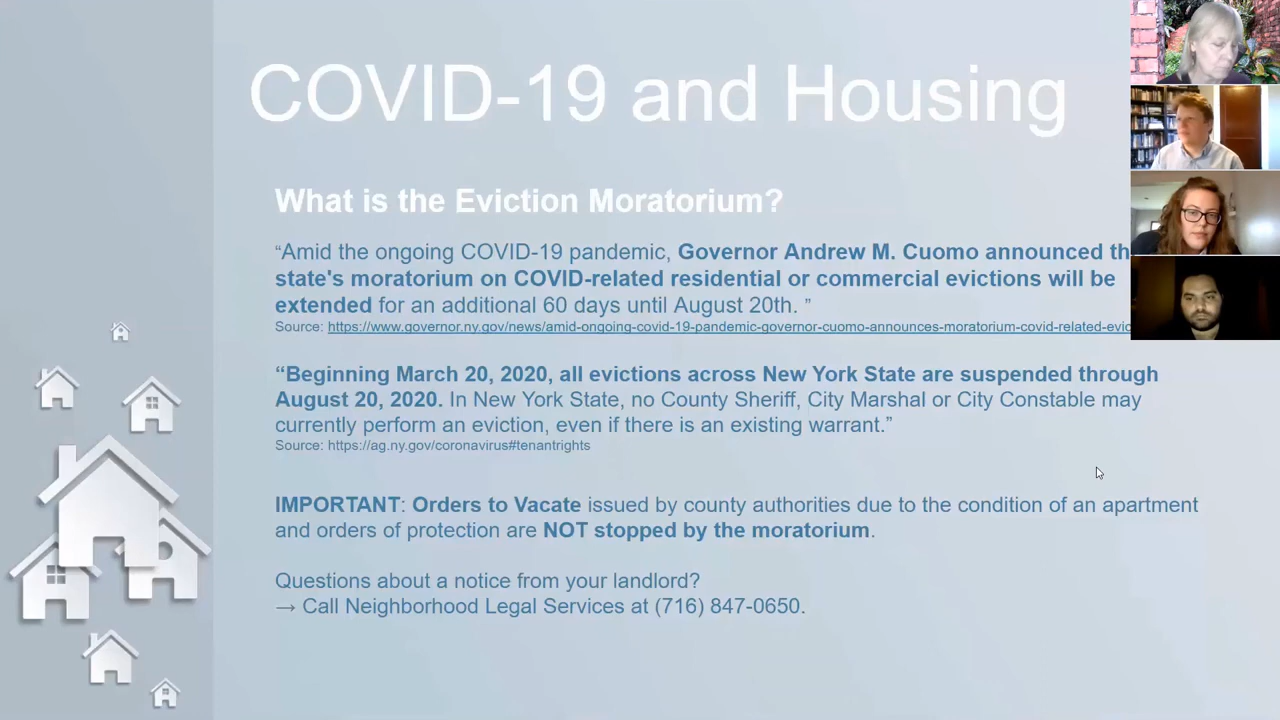 COVID-19 and Housing
What is the Eviction Moratorium?
“Amid the ongoing COVID-19 pandemic, Governor Andrew M. Cuomo announced th
state's moratorium on COVID-related residential or commercial evictions will be
extended for an additional 60 days until August 20th. ”
Source: https://www.governor.ny.gov/news/amid-ongoing-covid-19-pandemic-governor-cuomo-announces-moratorium-covid-related-evic
“Beginning March 20, 2020, all evictions across New York State are suspended through
August 20, 2020. In New York State, no County Sheriff, City Marshal or City Constable may
currently perform an eviction, even if there is an existing warrant.”
Source: https://ag.ny.gov/coronavirus#tenantrights
IMPORTANT: Orders to Vacate issued by county authorities due to the condition of an apartment
and orders of protection are NOT stopped by the moratorium.
Questions about a notice from your landlord?
→ Call Neighborhood Legal Services at (716) 847-0650.